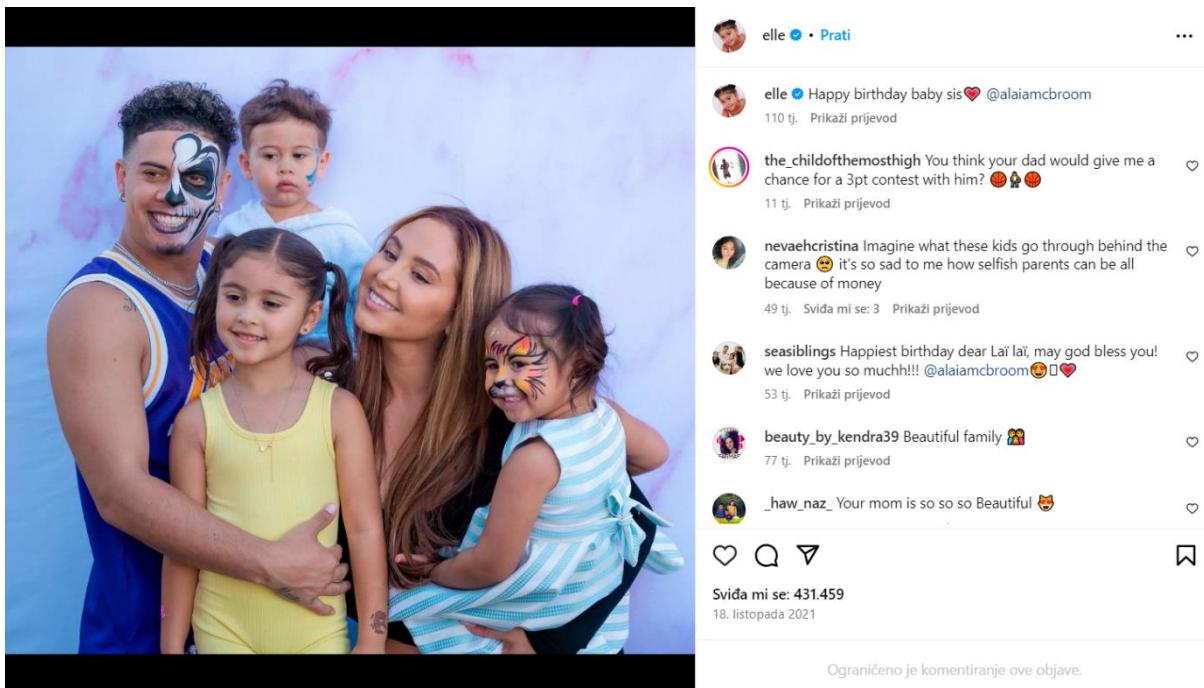 elle • Prati
elle Happy birthday baby sis💗 @alaiamcbroom
110 tj. Prikaži prijevod
the_childofthemosthigh You think your dad would give me a
chance for a 3pt contest with him? 🏀⛹🏀
11 tj. Prikaži prijevod
nevaehcristina Imagine what these kids go through behind the
camera 🥺 it's so sad to me how selfish parents can be all
because of money
49 tj. Sviđa mi se: 3 Prikaži prijevod
seasiblings Happiest birthday dear Laï laï, may god bless you!
we love you so muchh!!! @alaiamcbroom😍▯💗
53 tj. Prikaži prijevod
beauty_by_kendra39 Beautiful family 👩‍👩‍👧
77 tj. Prikaži prijevod
_haw_naz_ Your mom is so so so Beautiful 😻
Sviđa mi se: 431.459
18. listopada 2021
Ograničeno je komentiranje ove objave.